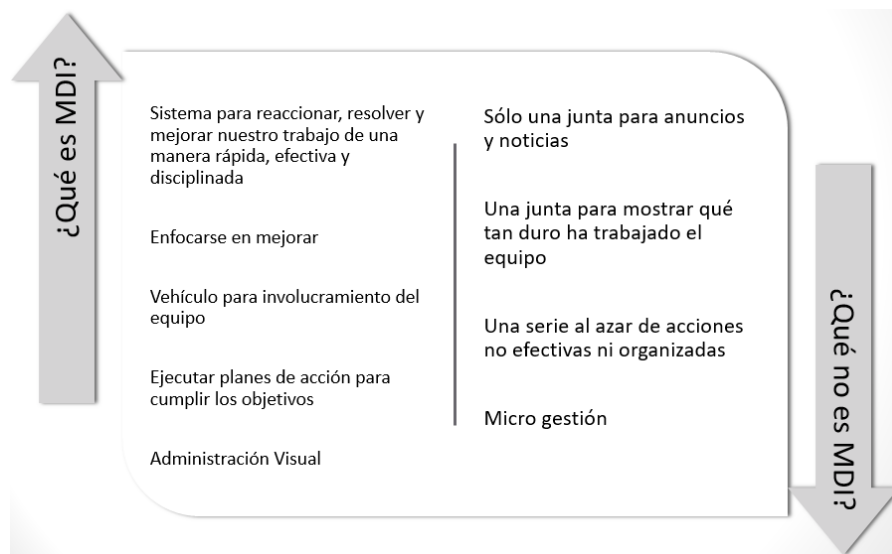 ¿Qué es MDI?
Sistema para reaccionar, resolver y
mejorar nuestro trabajo de una
manera rápida, efectiva y
disciplinada
Enfocarse en mejorar
Vehículo para involucramiento del
equipo
Ejecutar planes de acción para
cumplir los objetivos
Administración Visual
Sólo una junta para anuncios
y noticias
Una junta para mostrar qué
tan duro ha trabajado el
equipo
Una serie al azar de acciones
no efectivas ni organizadas
Micro gestión
¿Qué no es MDI?